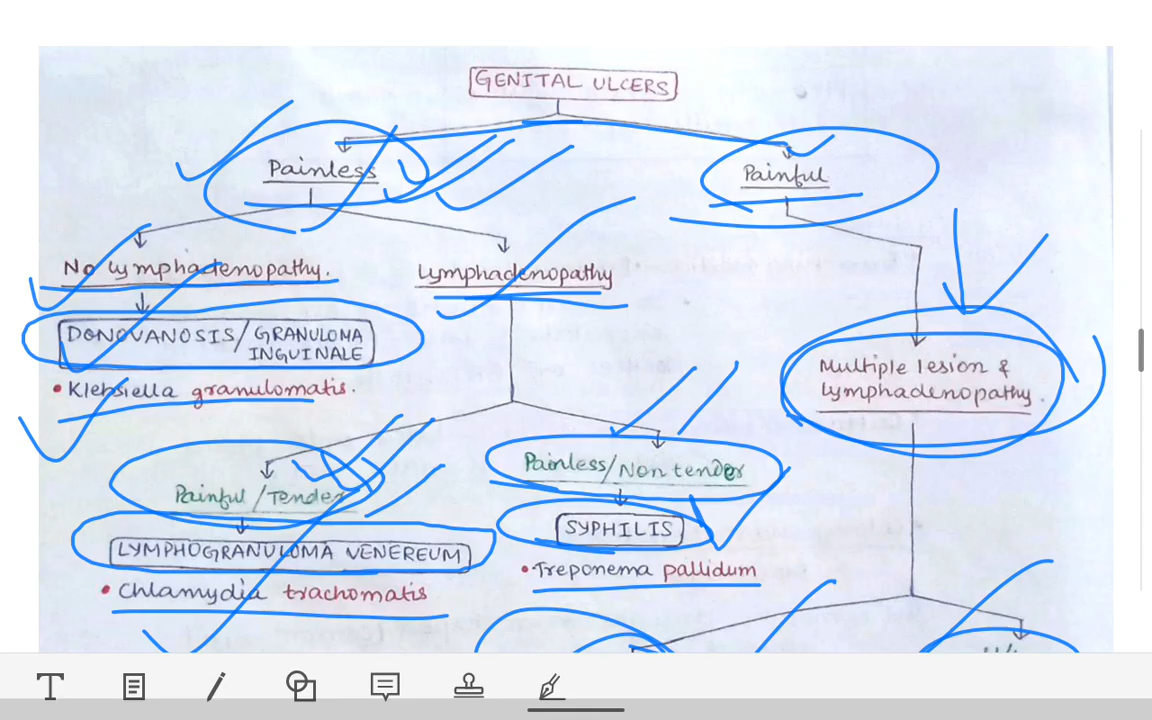 GENITAL ULCERS
Painless
Painful
No lymphadenopathy.
Lymphadenopathy
DONOVANOSIS/GRANULOMA
INGUINALE
• Klebsiella granulomatis.
Multiple lesion &
lymphadenopathy.
Painful/Tender
Painless/Non tender
LYMPHOGRANULOMA VENEREUM
SYPHILIS
• Chlamydia trachomatis
• Treponema pallidum
T